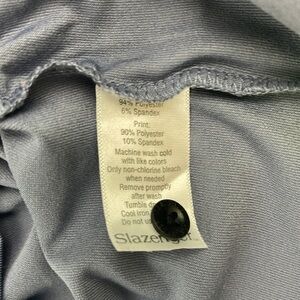 94% Polyester
6% Spandex
Print:
90% Polyester
10% Spandex
Machine wash cold
with like colors
Only non-chlorine bleach
when needed
Remove promptly
after wash
Tumble
Cool iron
Do not
Slazenger